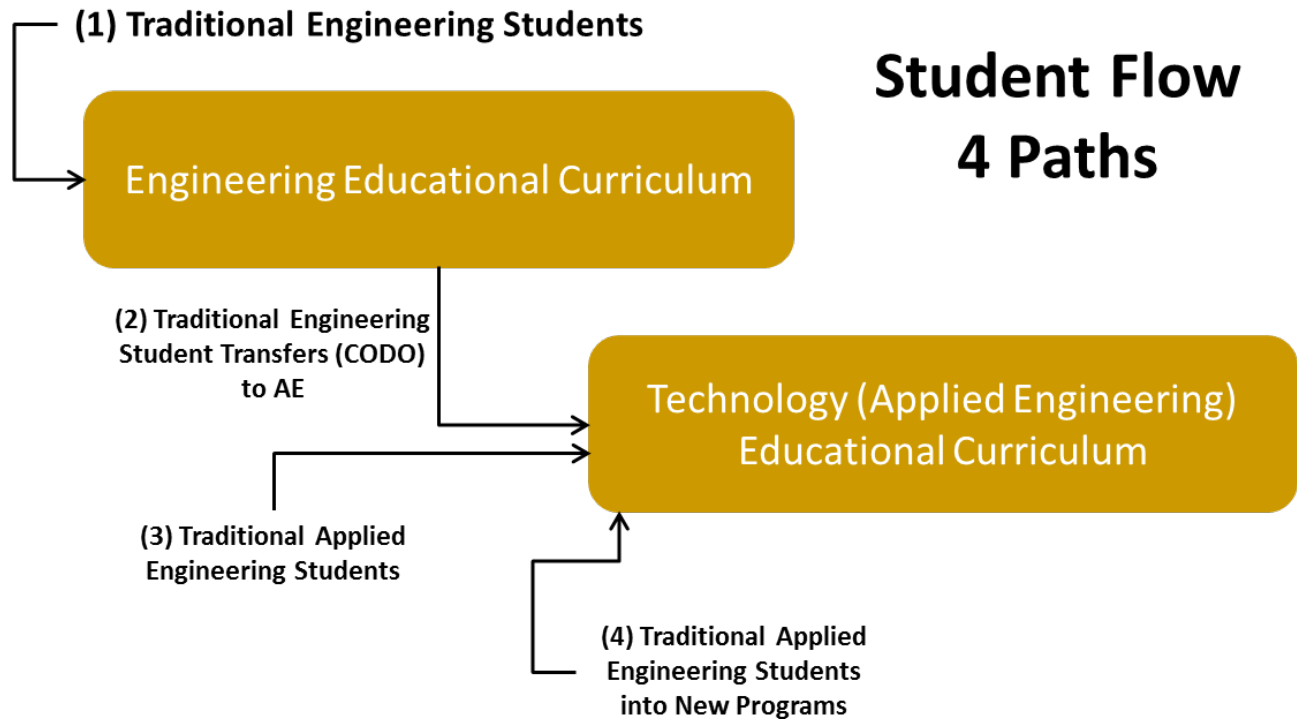 (1) Traditional Engineering Students
Student Flow
4 Paths
Engineering Educational Curriculum
(2) Traditional Engineering
Student Transfers (CODO)
to AE
Technology (Applied Engineering)
Educational Curriculum
(3) Traditional Applied
Engineering Students
(4) Traditional Applied
Engineering Students
into New Programs